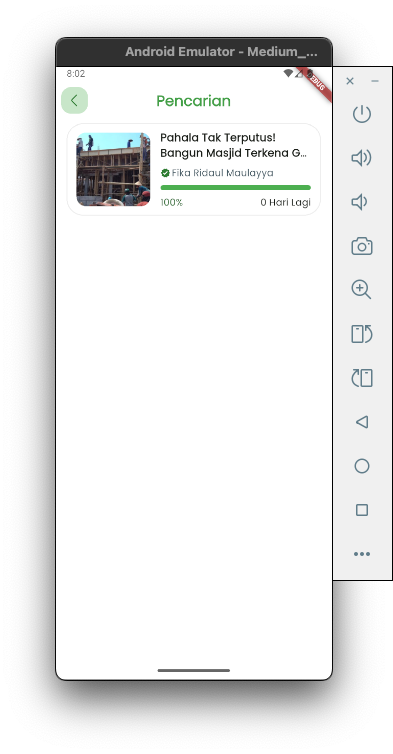 Android Emulator - Medium_...
8:02
DEBUG
Pencarian
Pahala Tak Terputus!
Bangun Masjid Terkena G...
Fika Ridaul Maulayya
100%
0 Hari Lagi